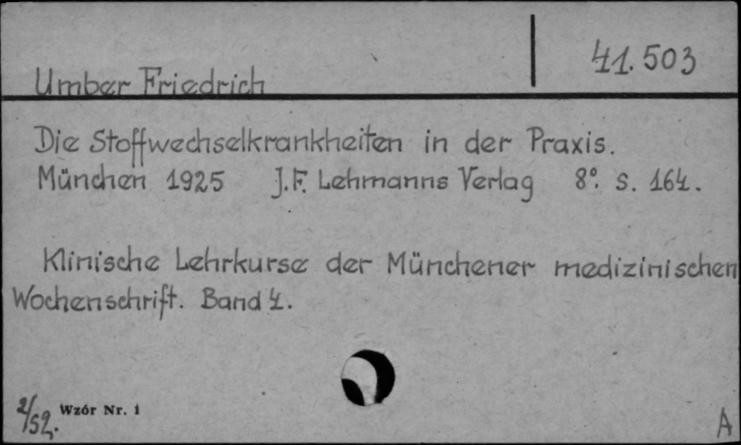 41.503
Umber Friedrich
Die Stoffwechselkrankheiten in der Praxis.
München 1925 J.F. Lehmanns Verlag 8°. S. 164.
Klinische Lehrkurse der Münchener medizinischen
Wochenschrift. Band 4.
2/52. Wzór Nr. 1
A